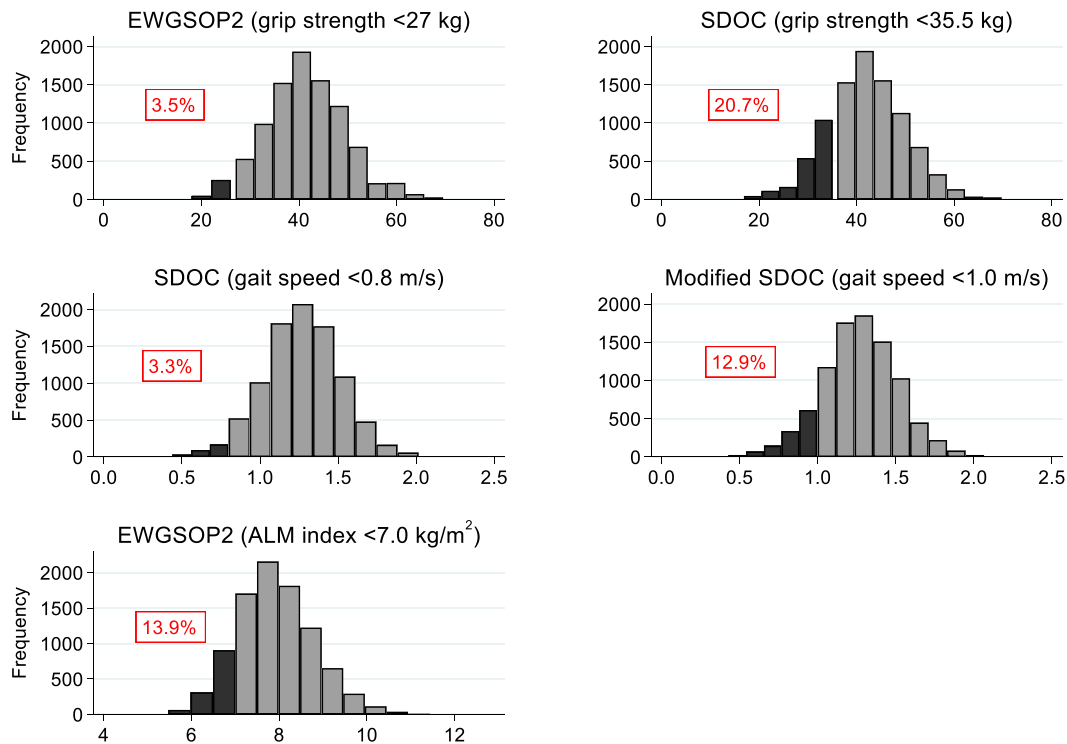 EWGSOP2 (grip strength <27 kg)
Frequency
2000
1500
1000
500
0
3.5%
0 20 40 60 80
SDOC (grip strength <35.5 kg)
2000
1500
1000
500
0
20.7%
0 20 40 60 80
SDOC (gait speed <0.8 m/s)
Frequency
2000
1500
1000
500
0
3.3%
0.0 0.5 1.0 1.5 2.0 2.5
Modified SDOC (gait speed <1.0 m/s)
2000
1500
1000
500
0
12.9%
0.0 0.5 1.0 1.5 2.0 2.5
EWGSOP2 (ALM index <7.0 kg/m²)
Frequency
2000
1500
1000
500
0
13.9%
4 6 8 10 12